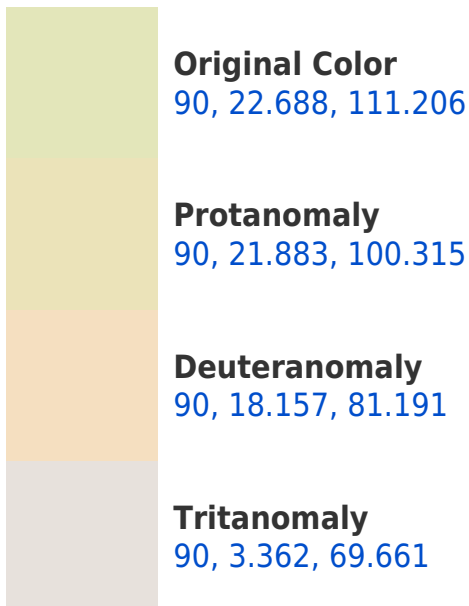 Original Color
90, 22.688, 111.206
Protanomaly
90, 21.883, 100.315
Deuteranomaly
90, 18.157, 81.191
Tritanomaly
90, 3.362, 69.661